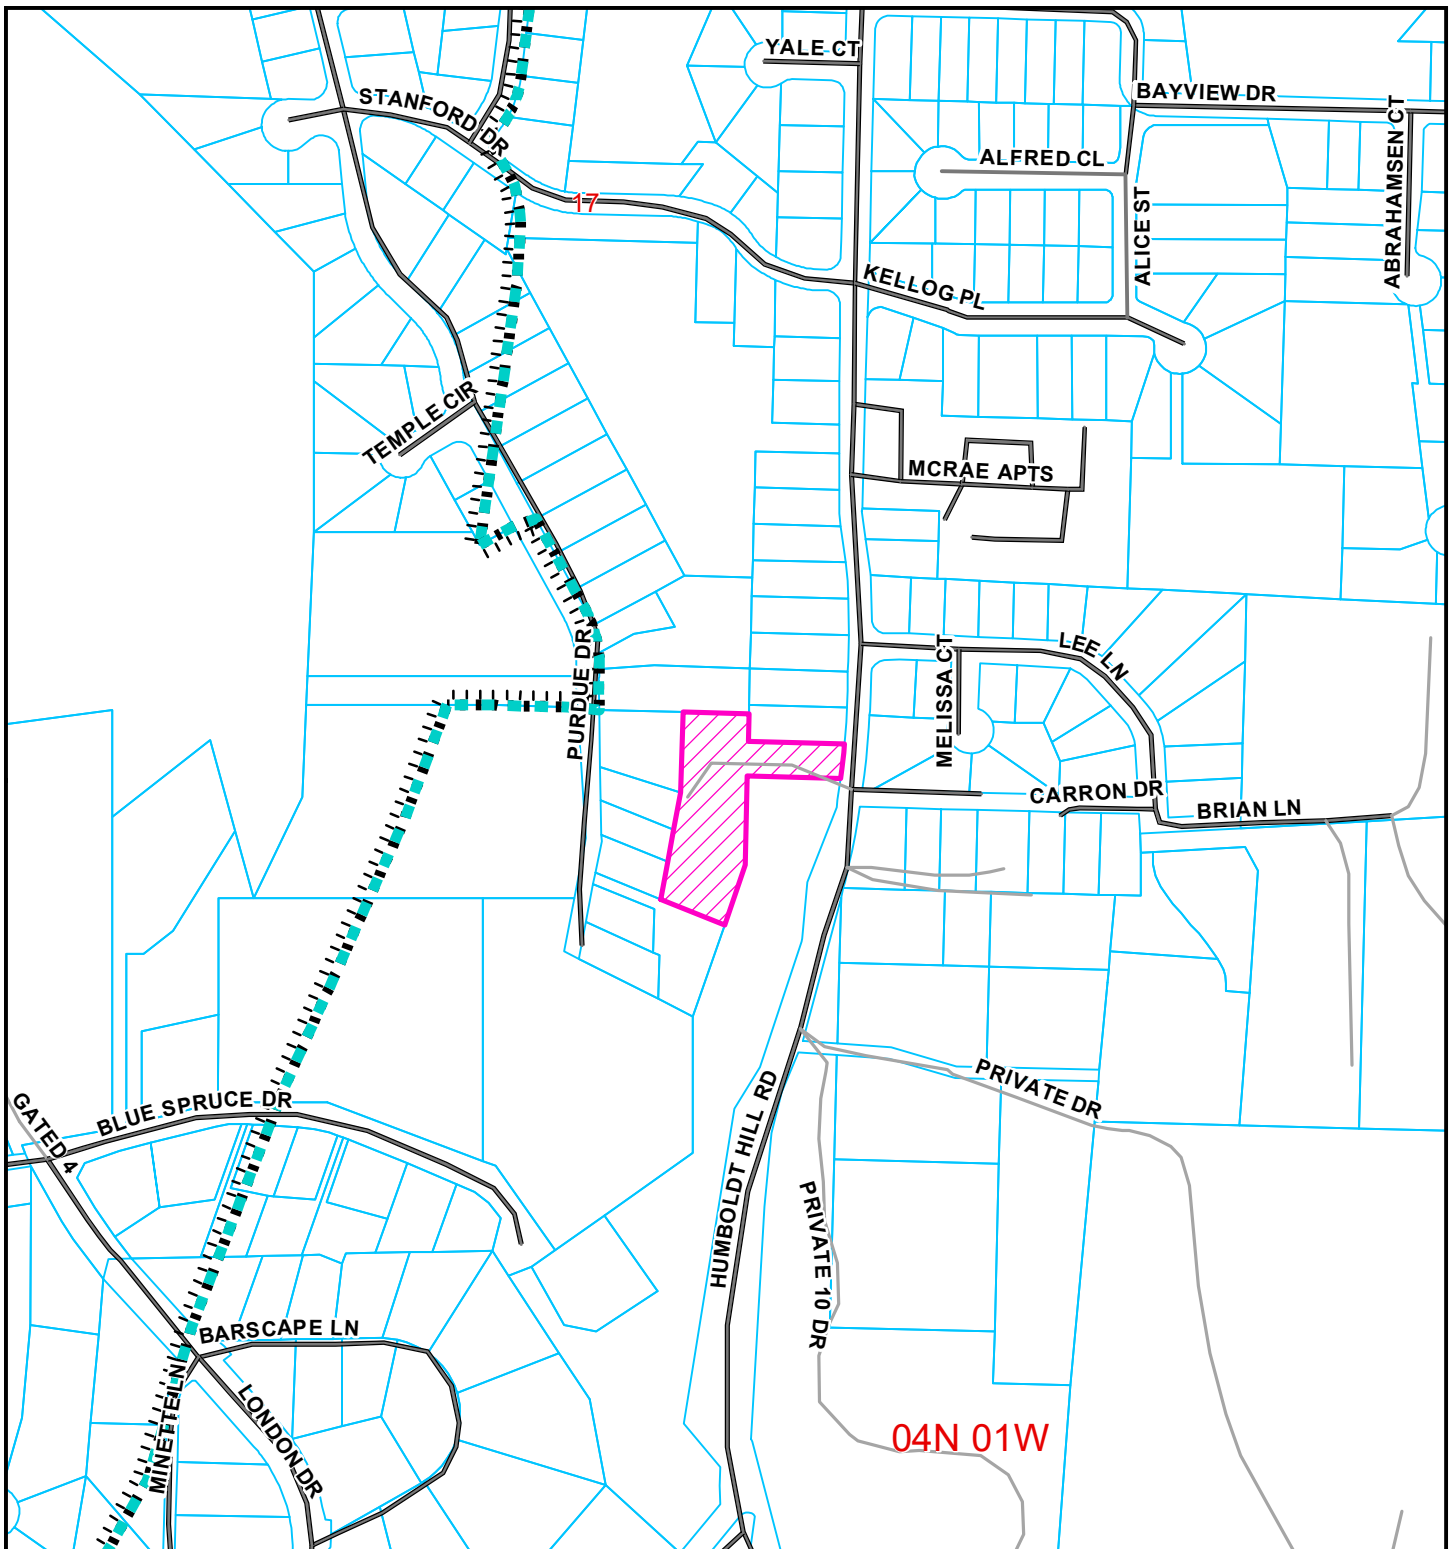 YALE CT
STANFORD DR
BAYVIEW DR
ABRAHAMSEN CT
ALFRED CL
ALICE ST
17
KELLOG PL
TEMPLE CIR
MCRAE APTS
PURDUE DR
MELISSA CT
LEE LN
CARRON DR
BRIAN LN
GATED 4
BLUE SPRUCE DR
HUMBOLDT HILL RD
PRIVATE DR
PRIVATE 10 DR
BARSCAPE LN
MINETTE LN
LONDON DR
04N 01W